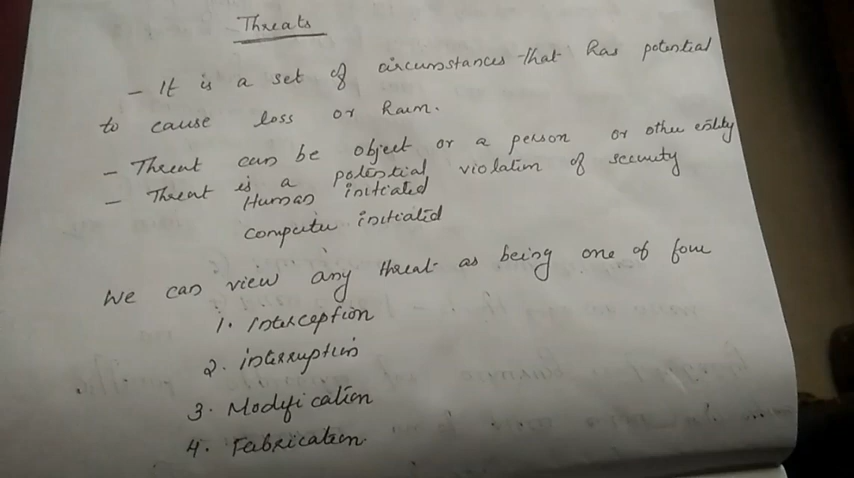 Threats
- It is a set of circumstances that has potential
to cause loss or harm.
- Threat can be object or a person or other entity
- Threat is a potential violation of security
Human initiated
computer initiated
We can view any threat as being one of four
1. Interception
2. interruption
3. Modification
4. Fabrication